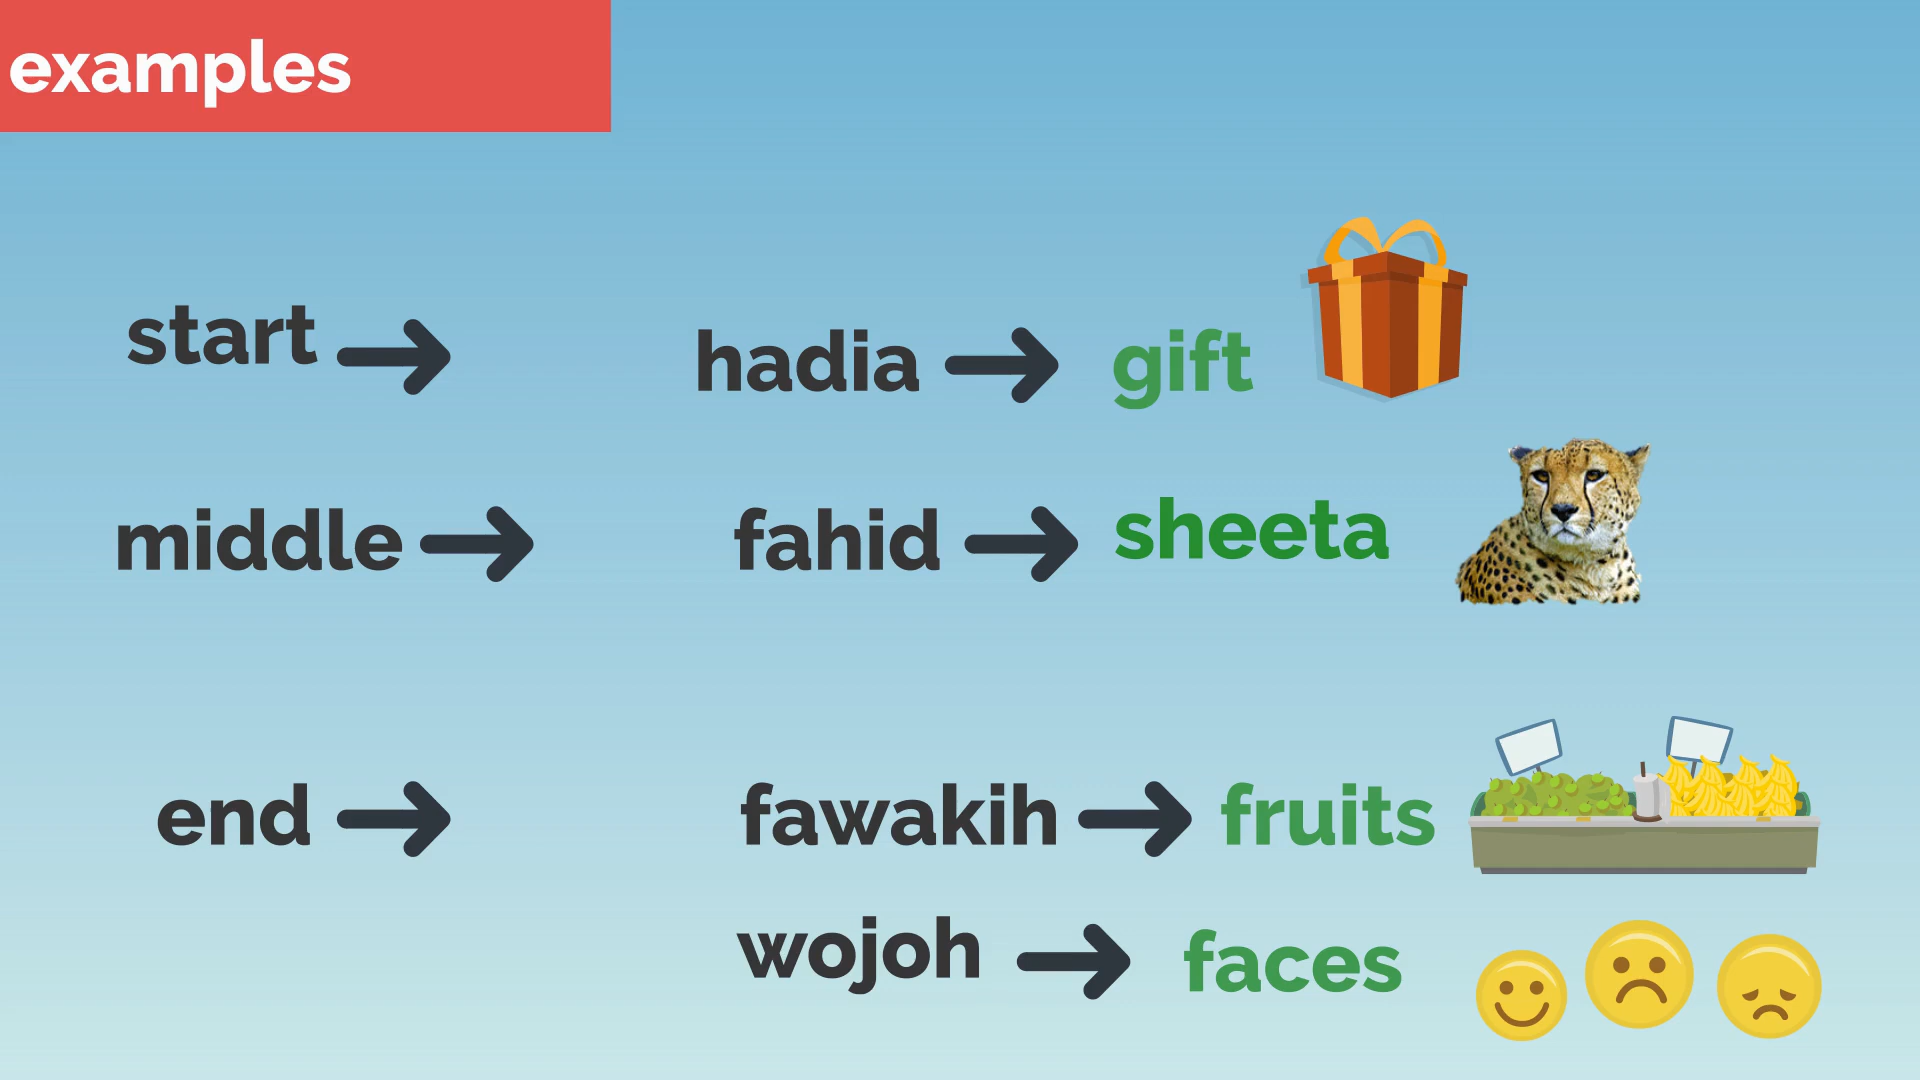 examples
start → hadia → gift
middle → fahid → sheeta
end → fawakih → fruits
wojoh → faces